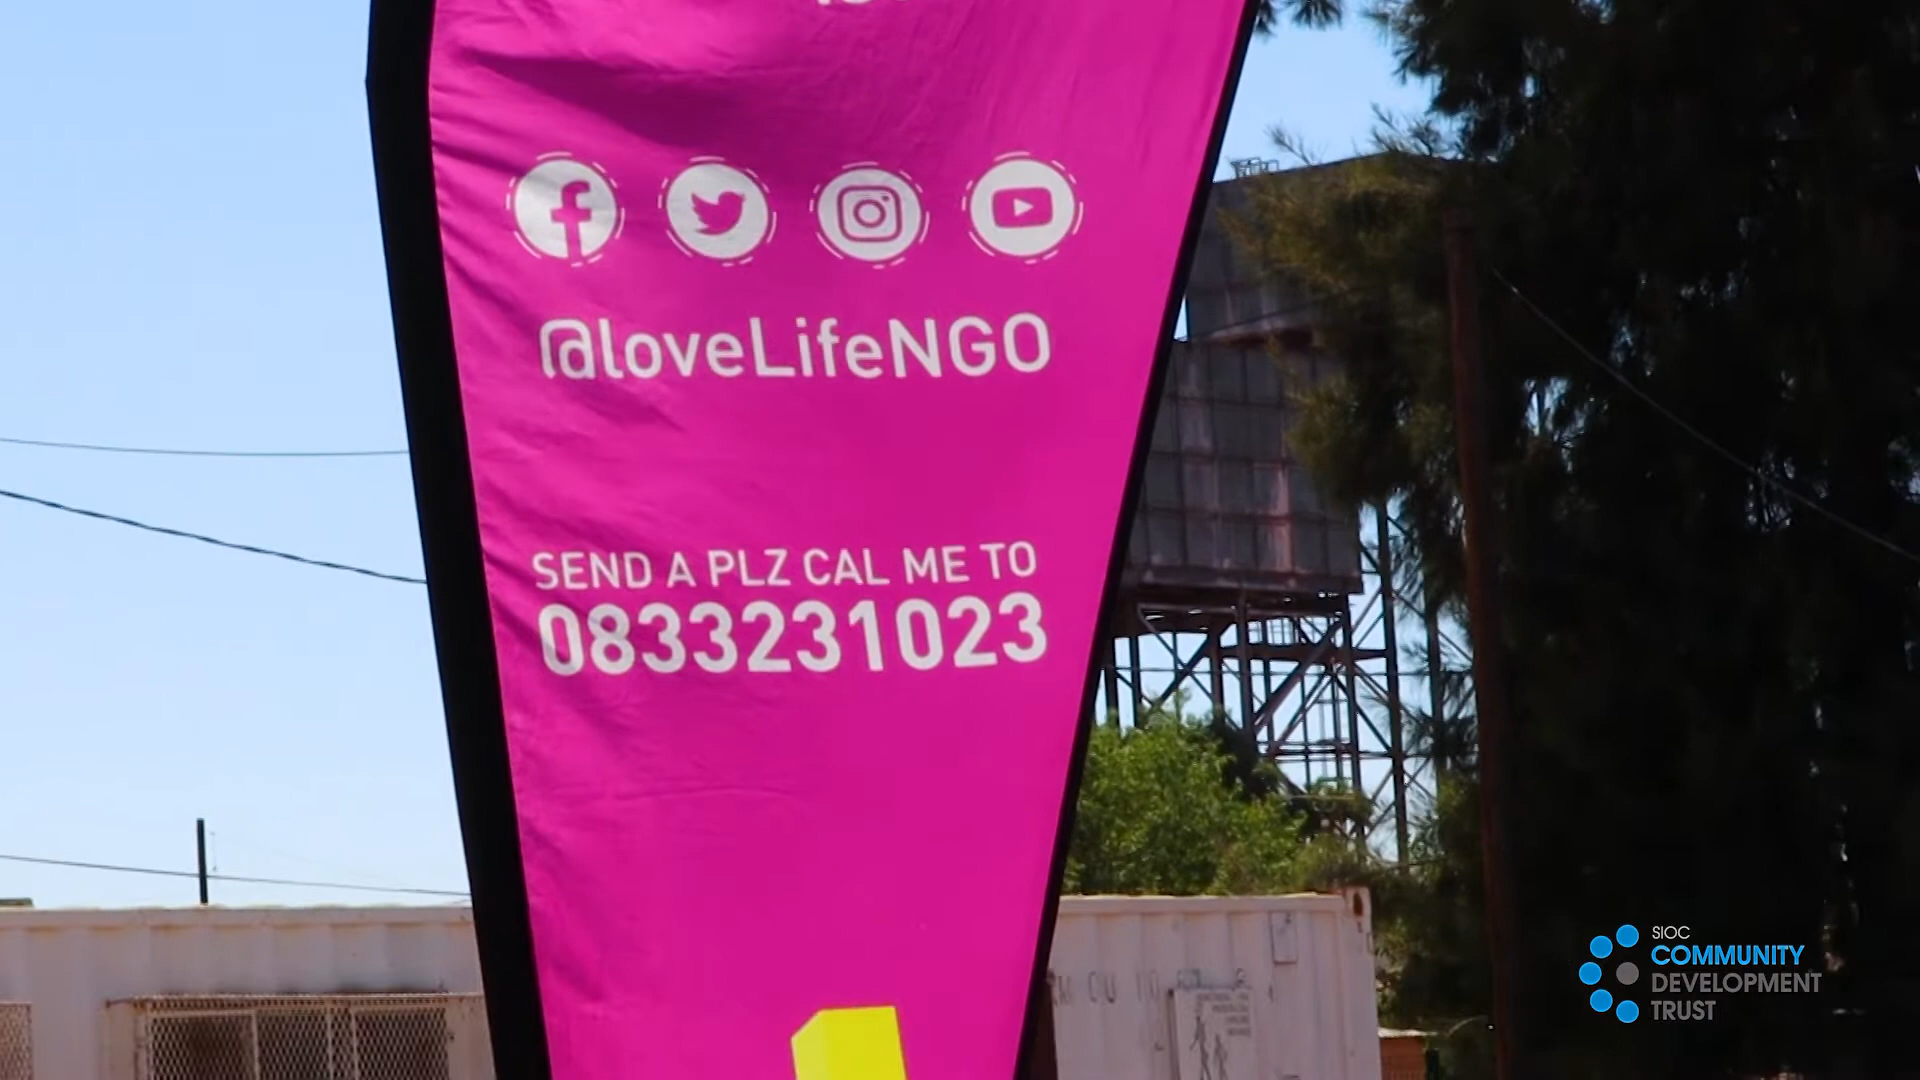 @loveLifeNGO
SEND A PLZ CAL ME TO
0833231023
SIOC
COMMUNITY
DEVELOPMENT
TRUST